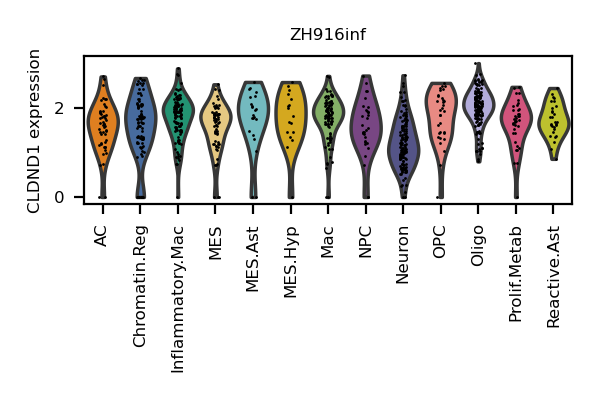 ZH916inf
CLDND1 expression
2
0
AC
Chromatin.Reg
Inflammatory.Mac
MES
MES.Ast
MES.Hyp
Mac
NPC
Neuron
OPC
Oligo
Prolif.Metab
Reactive.Ast